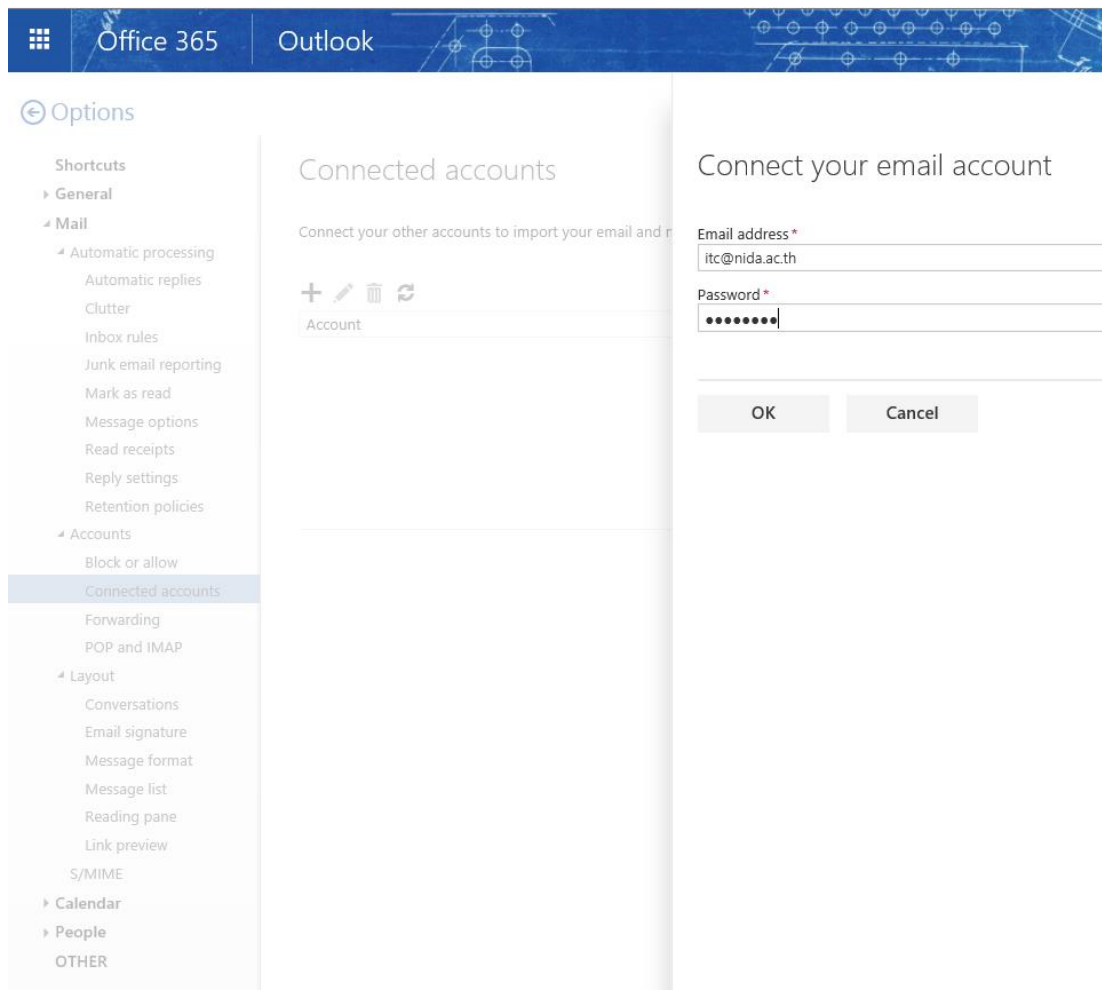 Office 365 Outlook
Options
Shortcuts
General
Mail
Automatic processing
Automatic replies
Clutter
Inbox rules
Junk email reporting
Mark as read
Message options
Read receipts
Reply settings
Retention policies
Accounts
Block or allow
Connected accounts
Forwarding
POP and IMAP
Layout
Conversations
Email signature
Message format
Message list
Reading pane
Link preview
S/MIME
Calendar
People
OTHER
Connected accounts
Connect your other accounts to import your email and
Account
Connect your email account
Email address *
itc@nida.ac.th
Password *
●●●●●●●●
OK Cancel